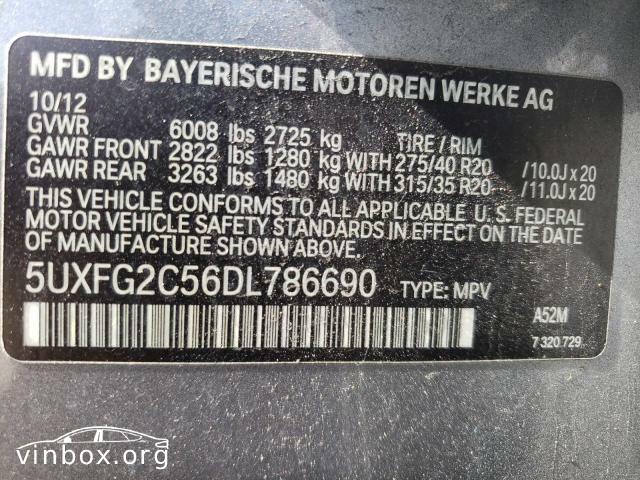 MFD BY BAYERISCHE MOTOREN WERKE AG
10/12
GVWR 6008 lbs 2725 kg TIRE / RIM
GAWR FRONT 2822 lbs 1280 kg WITH 275/40 R20 /10.0J x 20
GAWR REAR 3263 lbs 1480 kg WITH 315/35 R20 /11.0J x 20
THIS VEHICLE CONFORMS TO ALL APPLICABLE U. S. FEDERAL
MOTOR VEHICLE SAFETY STANDARDS IN EFFECT ON THE DATE
OF MANUFACTURE SHOWN ABOVE.
5UXFG2C56DL786690 TYPE: MPV
A52M
7 320 729
vinbox.org